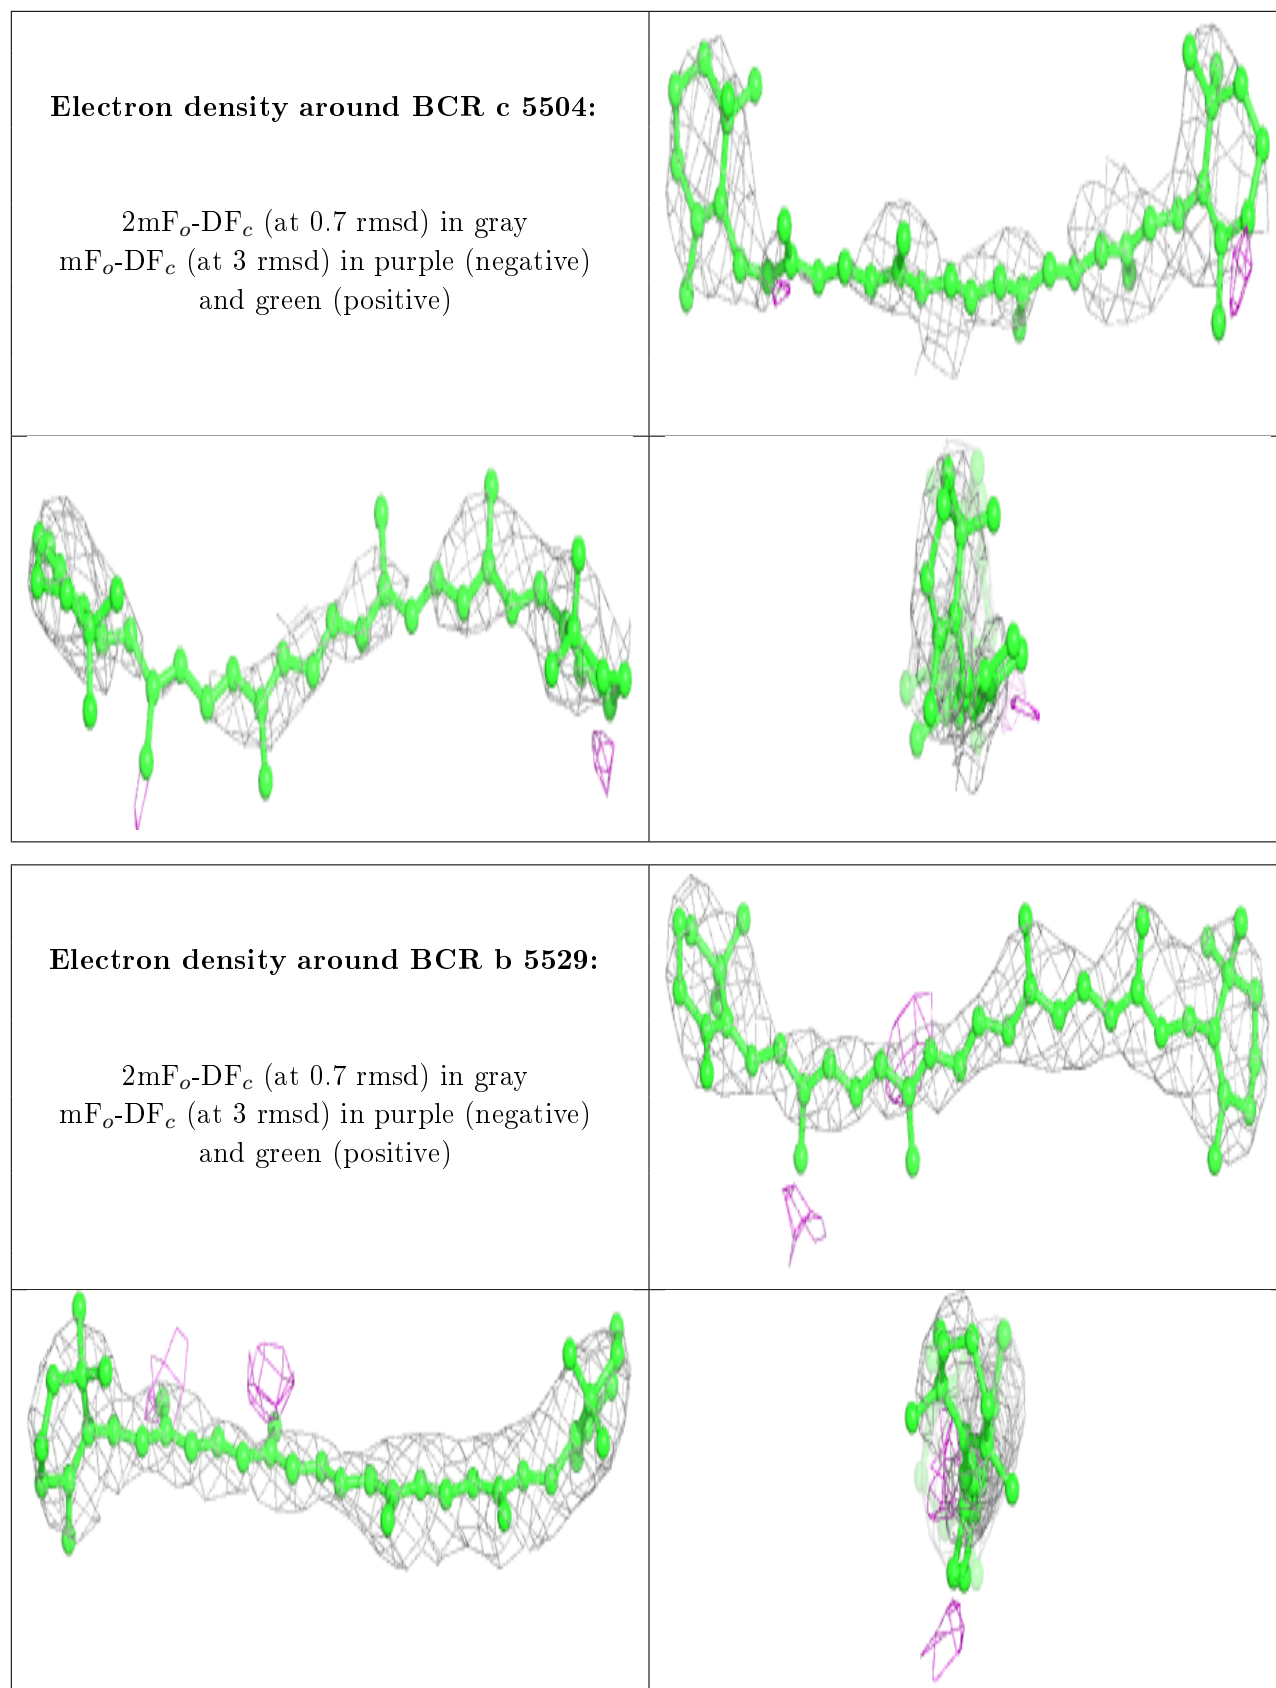 Electron density around BCR c 5504:
2mFo-DFc (at 0.7 rmsd) in gray
mFo-DFc (at 3 rmsd) in purple (negative)
and green (positive)
Electron density around BCR b 5529:
2mFo-DFc (at 0.7 rmsd) in gray
mFo-DFc (at 3 rmsd) in purple (negative)
and green (positive)